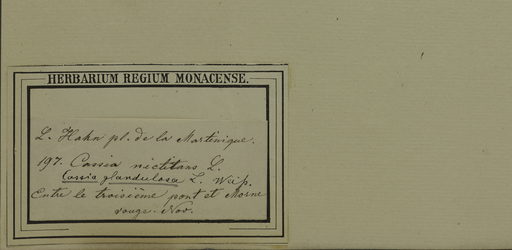 HERBARIUM REGIUM MONACENSE.
L. Hahn pl. de la Martinique.
197. Cassia nictitans L.
Cassia glandulosa L.
Entre le troisième pont et Morne
rouge. Nov.